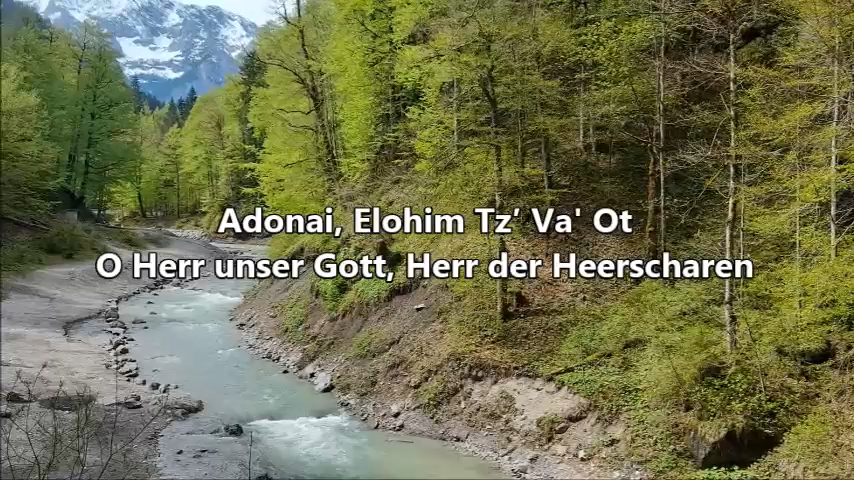 Adonai, Elohim Tz’ Va' Ot
O Herr unser Gott, Herr der Heerscharen